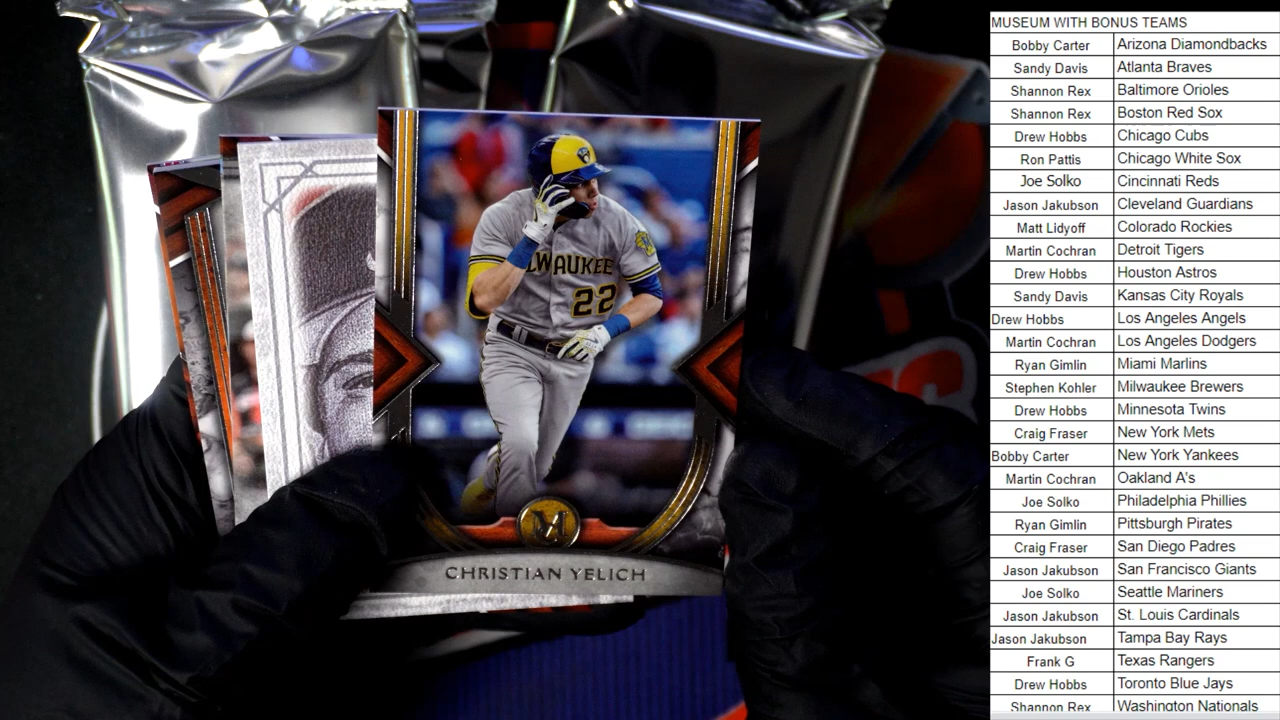 MUSEUM WITH BONUS TEAMS
Bobby Carter Arizona Diamondbacks
Sandy Davis Atlanta Braves
Shannon Rex Baltimore Orioles
Shannon Rex Boston Red Sox
Drew Hobbs Chicago Cubs
Ron Pattis Chicago White Sox
Joe Solko Cincinnati Reds
Jason Jakubson Cleveland Guardians
Matt Lidyoff Colorado Rockies
Martin Cochran Detroit Tigers
Drew Hobbs Houston Astros
Sandy Davis Kansas City Royals
Drew Hobbs Los Angeles Angels
Martin Cochran Los Angeles Dodgers
Ryan Gimlin Miami Marlins
Stephen Kohler Milwaukee Brewers
Drew Hobbs Minnesota Twins
Craig Fraser New York Mets
Bobby Carter New York Yankees
Martin Cochran Oakland A's
Joe Solko Philadelphia Phillies
Ryan Gimlin Pittsburgh Pirates
Craig Fraser San Diego Padres
Jason Jakubson San Francisco Giants
Joe Solko Seattle Mariners
Jason Jakubson St. Louis Cardinals
Jason Jakubson Tampa Bay Rays
Frank G Texas Rangers
Drew Hobbs Toronto Blue Jays
Shannon Rex Washington Nationals
LWAUKEE
22
M
CHRISTIAN YELICH